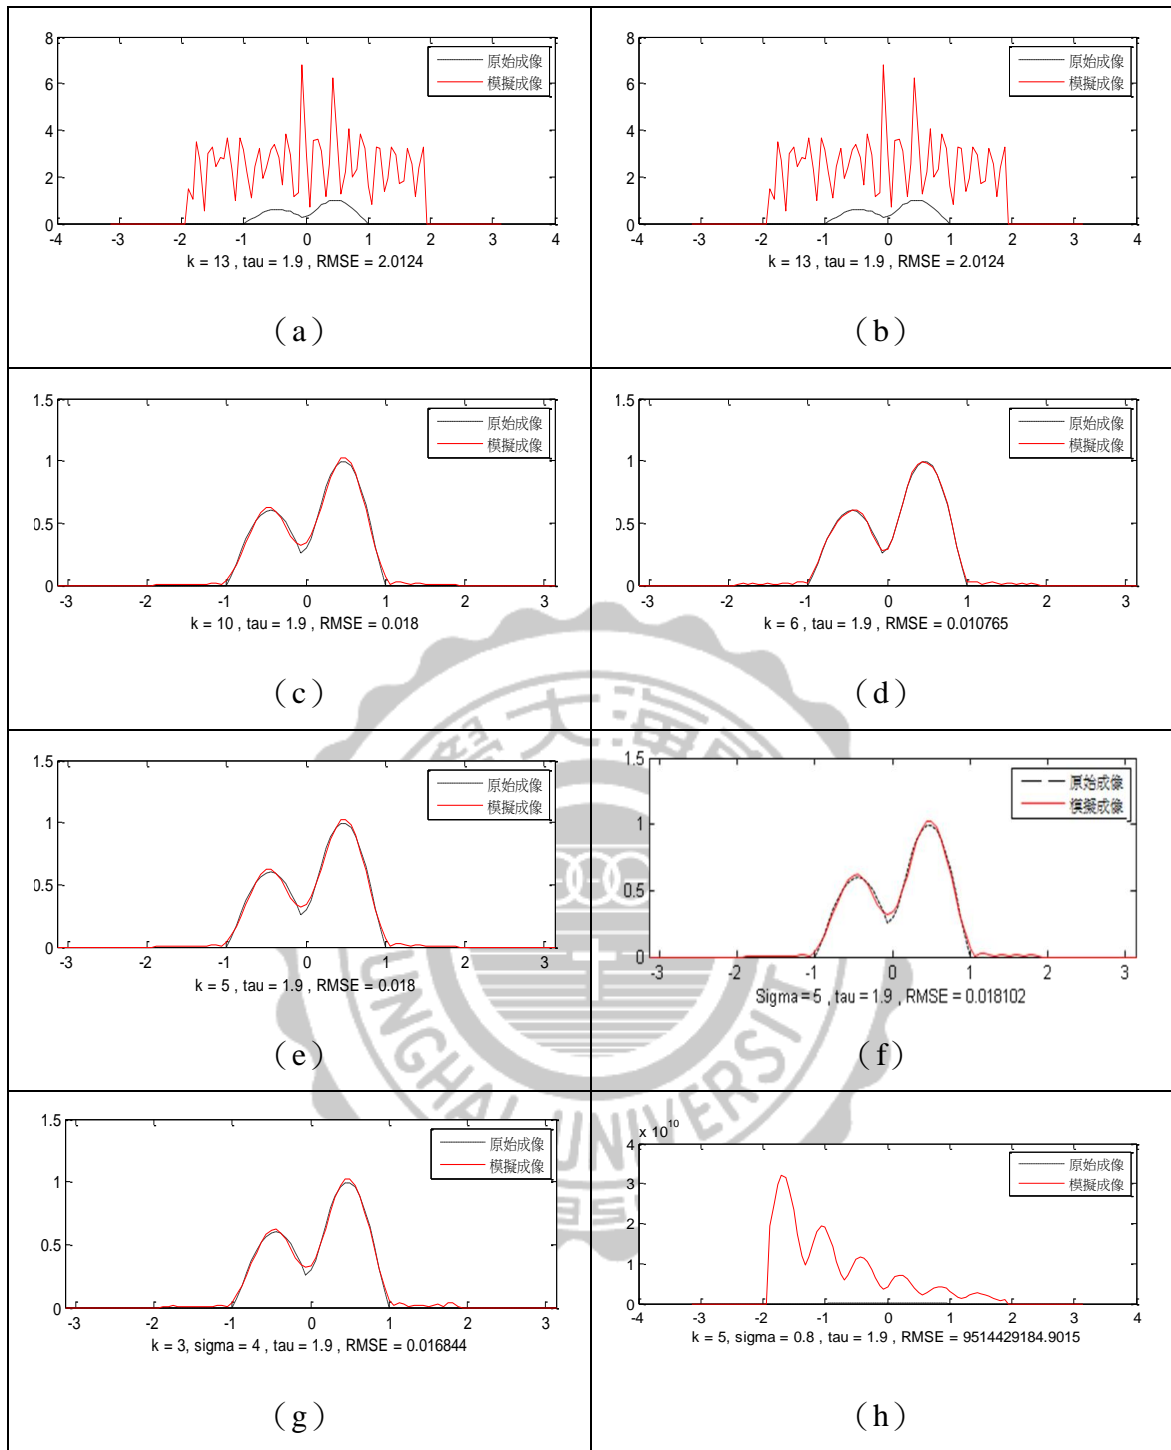 8
6
4
2
0
-4 -3 -2 -1 0 1 2 3 4
原始成像
模擬成像
k = 13 , tau = 1.9 , RMSE = 2.0124
(a)
8
6
4
2
0
-4 -3 -2 -1 0 1 2 3 4
原始成像
模擬成像
k = 13 , tau = 1.9 , RMSE = 2.0124
(b)
1.5
1
0.5
0
-3 -2 -1 0 1 2 3
原始成像
模擬成像
k = 10 , tau = 1.9 , RMSE = 0.018
(c)
1.5
1
0.5
0
-3 -2 -1 0 1 2 3
原始成像
模擬成像
k = 6 , tau = 1.9 , RMSE = 0.010765
(d)
1.5
1
0.5
0
-3 -2 -1 0 1 2 3
原始成像
模擬成像
k = 5 , tau = 1.9 , RMSE = 0.018
(e)
1.5
1
0.5
0
-3 -2 -1 0 1 2 3
原始成像
模擬成像
Sigma = 5 , tau = 1.9 , RMSE = 0.018102
(f)
1.5
1
0.5
0
-3 -2 -1 0 1 2 3
原始成像
模擬成像
k = 3, sigma = 4 , tau = 1.9 , RMSE = 0.016844
(g)
x 10^10
4
3
2
1
0
-4 -3 -2 -1 0 1 2 3 4
原始成像
模擬成像
k = 5, sigma = 0.8 , tau = 1.9 , RMSE = 9514429184.9015
(h)
學大海
UNGHAI UNIVERSIT